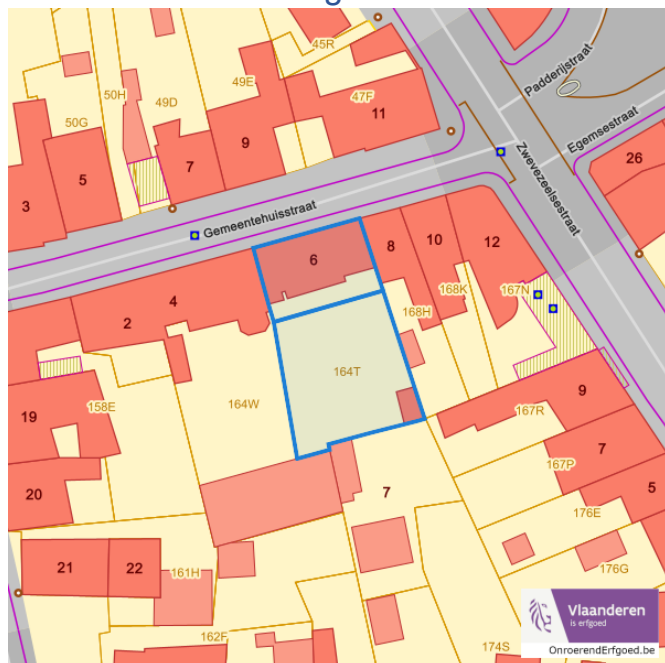 45R
Padderijstraat
50H
49D
49E
47F
Egemsestraat
50G
11
9
26
7
5
Zwevezeelsestraat
3
Gemeentehuisstraat
6
8
10
12
4
2
168H
168K
167N
164T
158E
164W
9
19
167R
7
167P
20
7
5
176E
21
22
161H
176G
162F
174S
Vlaanderen
is erfgoed
OnroerendErfgoed.be